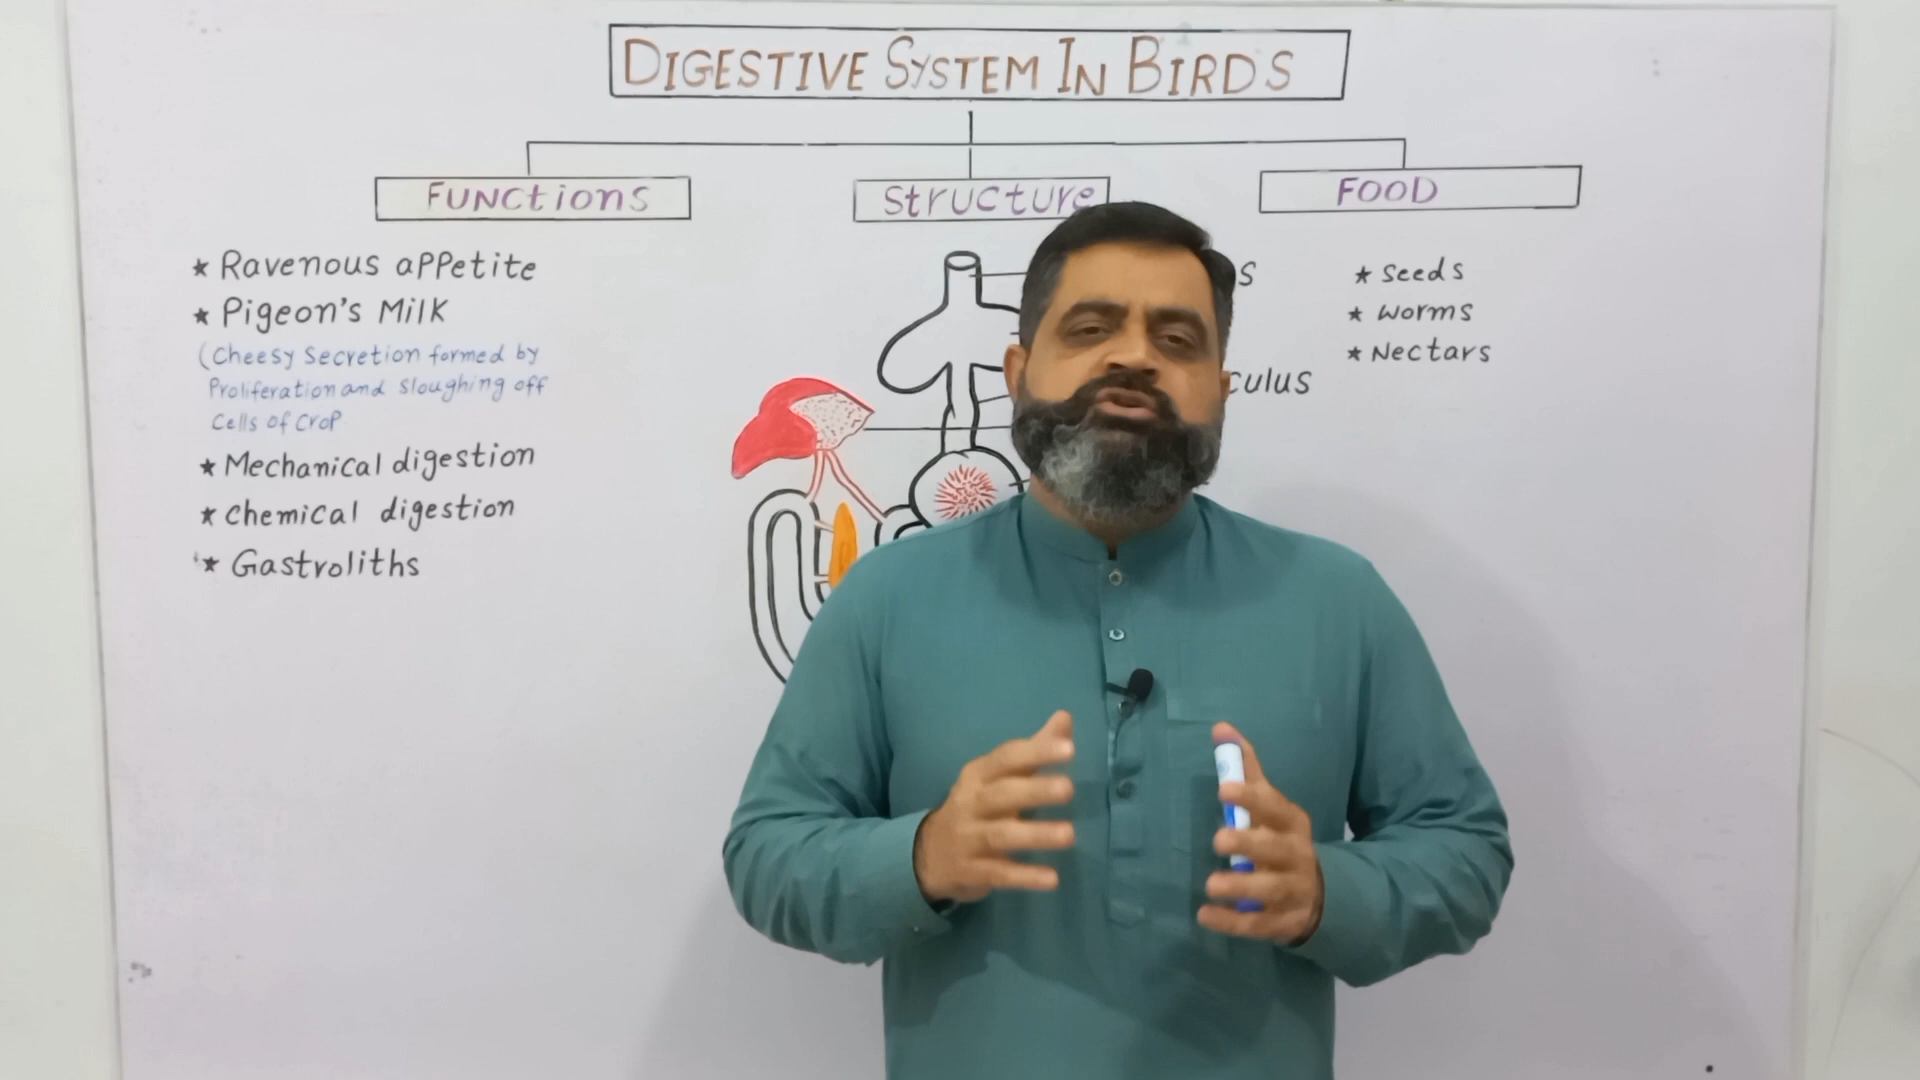 DIGESTIVE SYSTEM IN BIRDS
FUNCtions
Structure
FOOD
★ Ravenous aPPetite
★ Pigeon's Milk
(Cheesy Secretion formed by
Proliferation and Sloughing off
Cells of CroP
★ Mechanical digestion
★ Chemical digestion
★ Gastroliths
S
culus
★ Seeds
★ Worms
★ Nectars